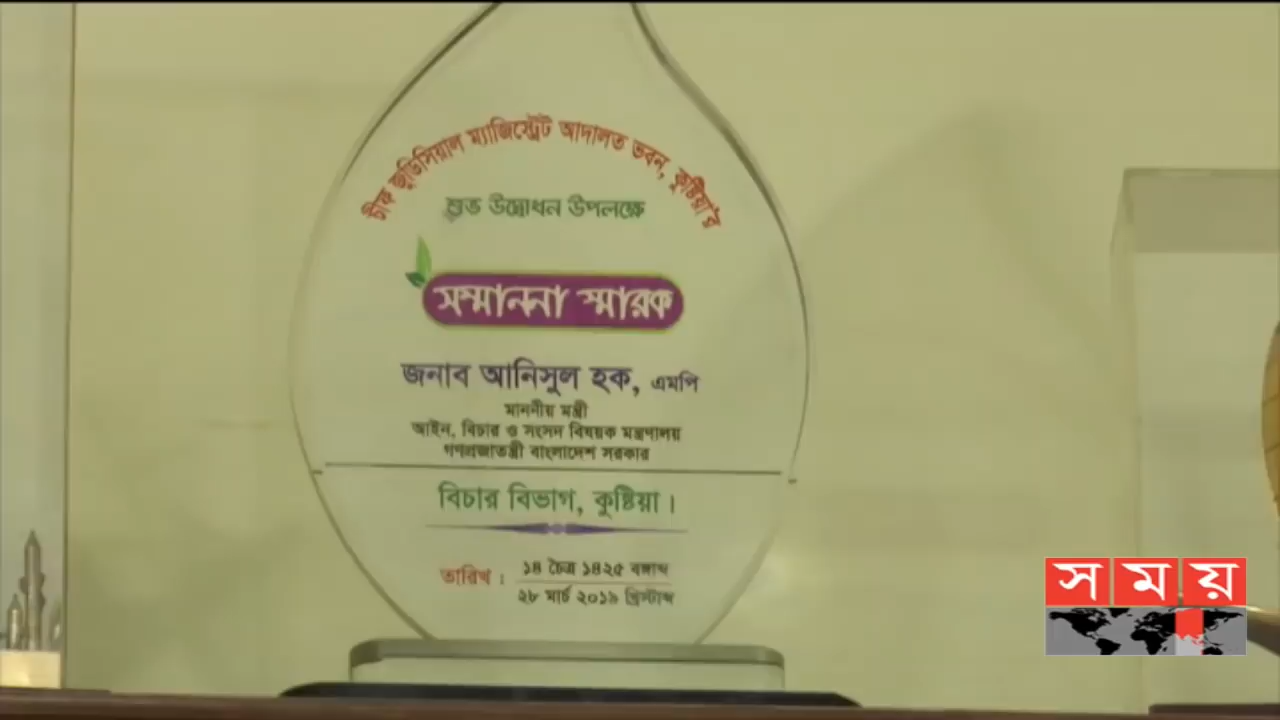 চীফ জুডিসিয়াল ম্যাজিস্ট্রেট আদালত ভবন, কুষ্টিয়া'র
শুভ উদ্বোধন উপলক্ষে
সম্মাননা স্মারক
জনাব আনিসুল হক, এমপি
মাননীয় মন্ত্রী
আইন, বিচার ও সংসদ বিষয়ক মন্ত্রণালয়
গণপ্রজাতন্ত্রী বাংলাদেশ সরকার
বিচার বিভাগ, কুষ্টিয়া।
তারিখ : ১৪ চৈত্র ১৪২৫ বঙ্গাব্দ
২৮ মার্চ ২০১৯ খ্রিস্টাব্দ
সময়